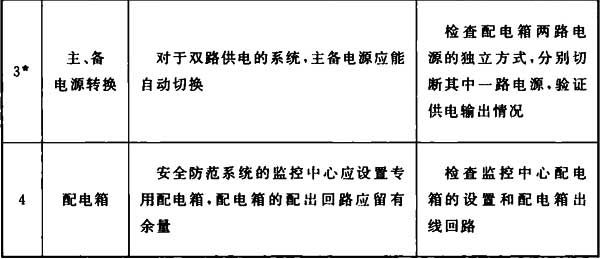 3*
主、备
电源转换
对于双路供电的系统,主备电源应能
自动切换
检查配电箱两路电
源的独立方式,分别切
断其中一路电源,验证
供电输出情况
4
配电箱
安全防范系统的监控中心应设置专
用配电箱,配电箱的配出回路应留有
余量
检查监控中心配电
箱的设置和配电箱出
线回路